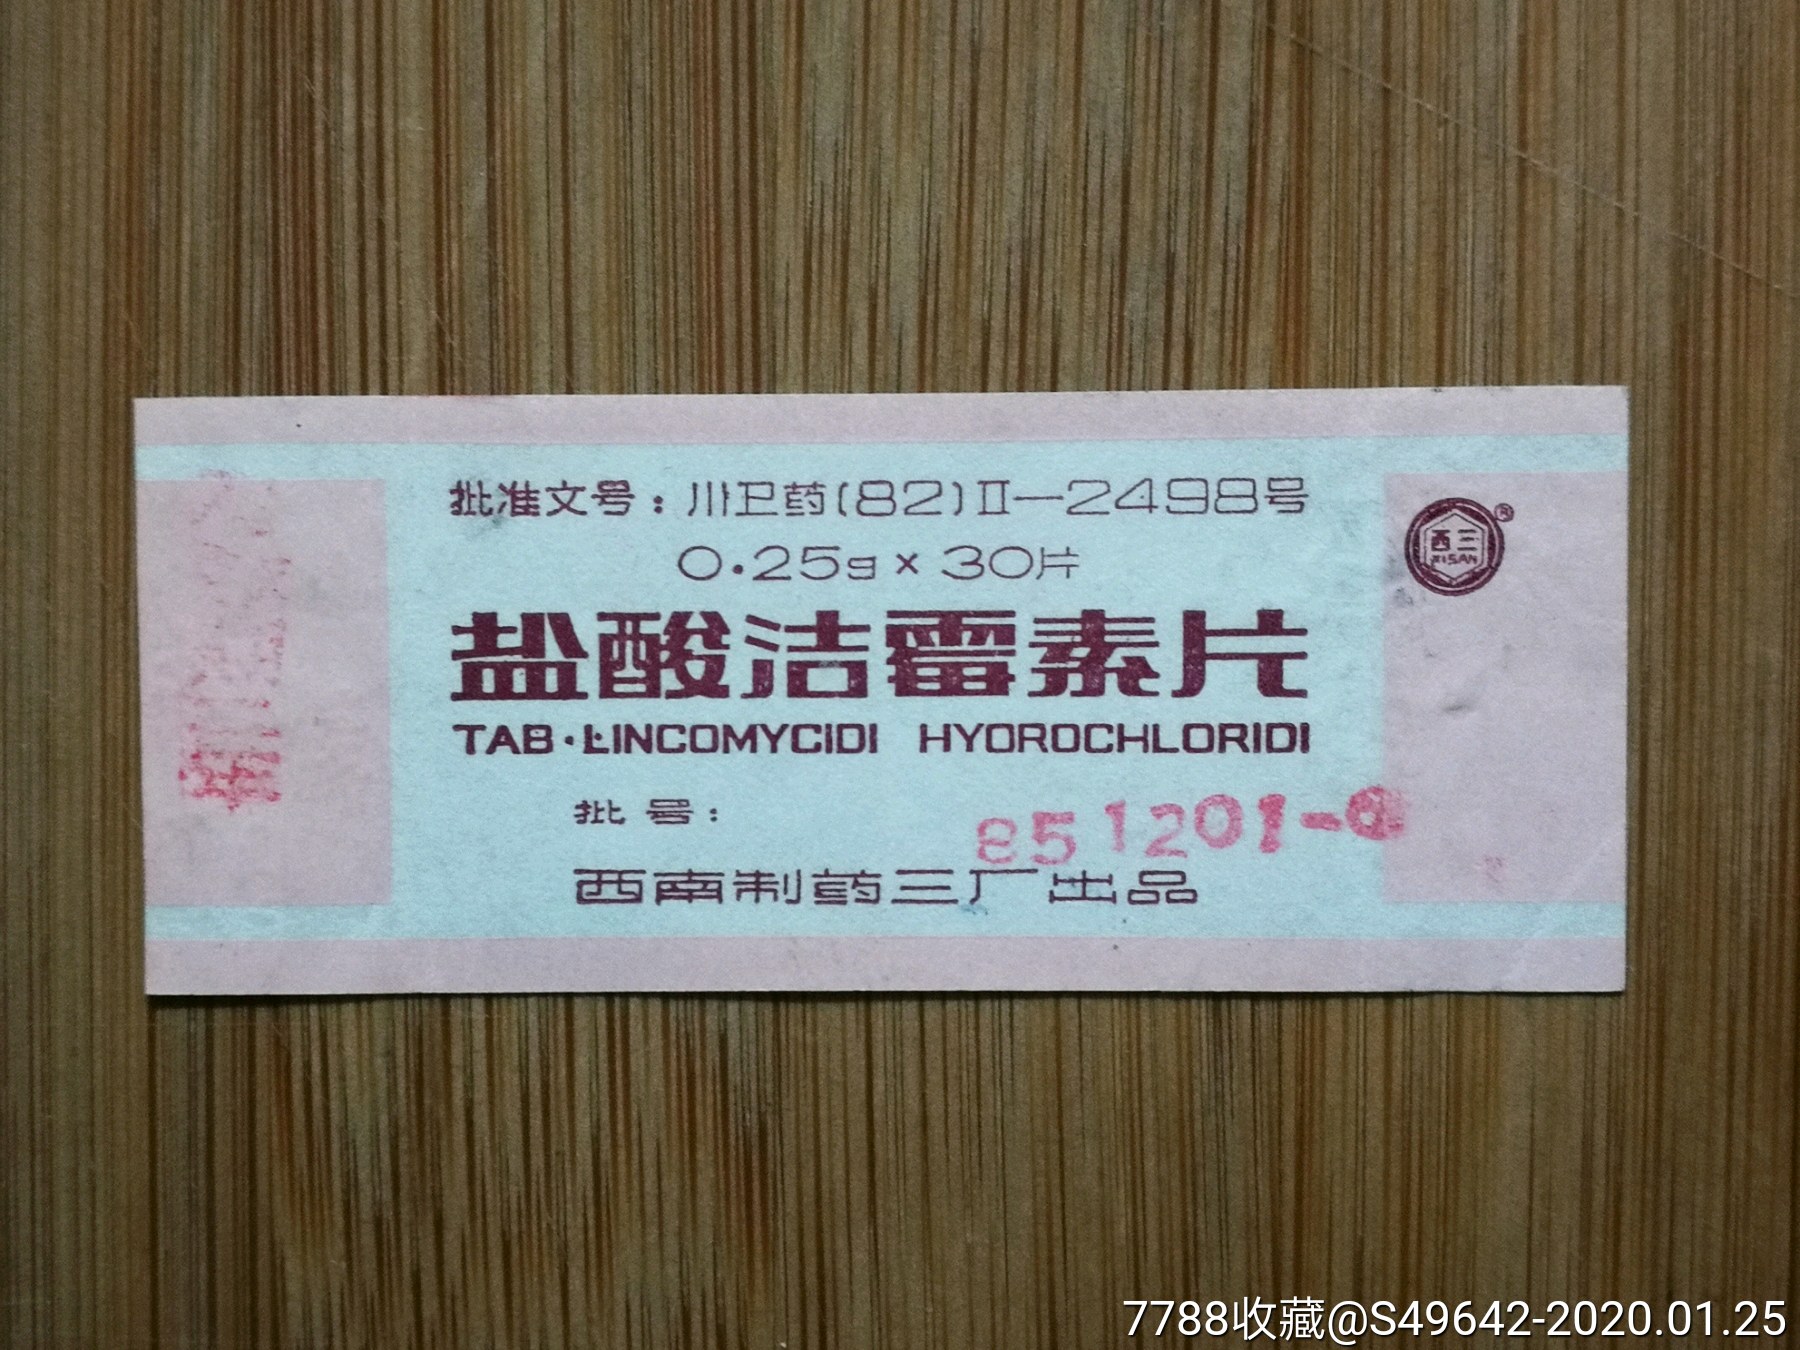 批准文号：川卫药(82)Ⅱ—2498号
0.25g×30片
西三
XISAN
®
盐酸洁霉素片
TAB·LINCOMYCIDI HYOROCHLORIDI
批号：
851201-
西南制药三厂出品
7788收藏@S49642-2020.01.25